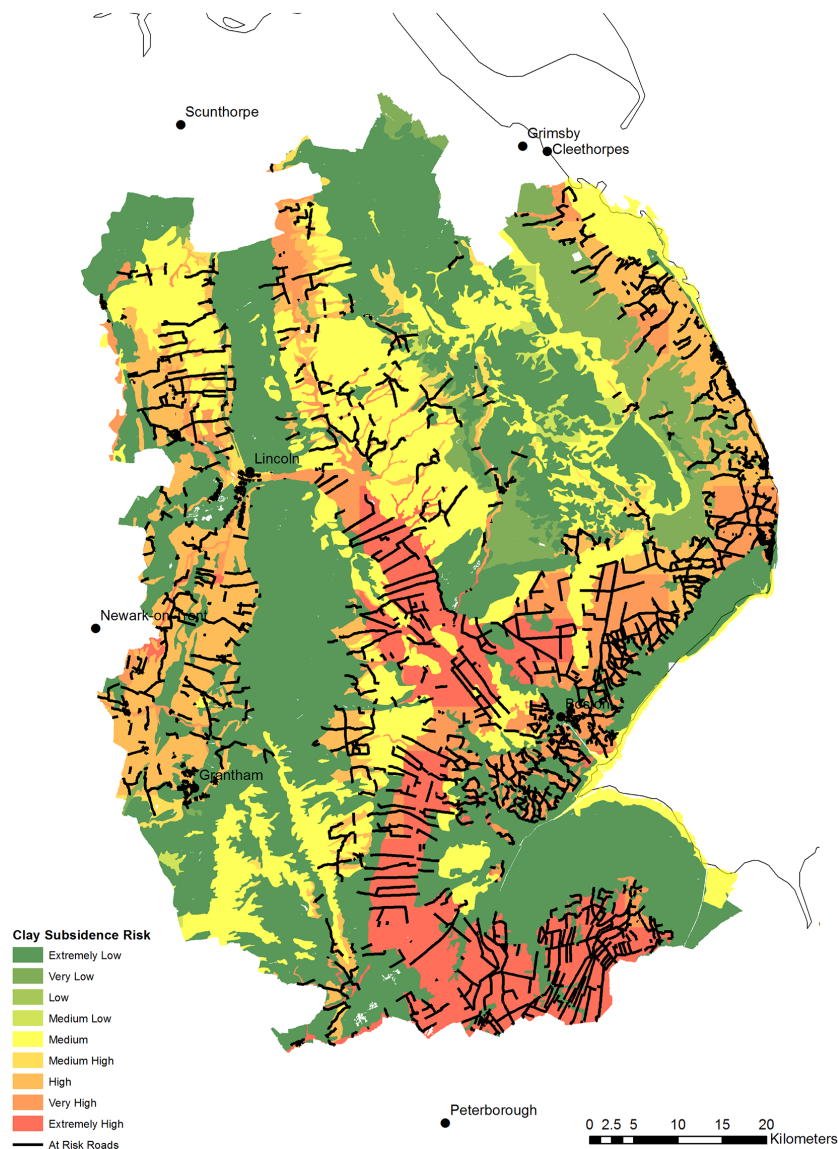 Scunthorpe
Grimsby
Cleethorpes
Lincoln
Newark-on-Trent
Boston
Grantham
Clay Subsidence Risk
Extremely Low
Very Low
Low
Medium Low
Medium
Medium High
High
Very High
Extremely High
At Risk Roads
Peterborough
0 2.5 5 10 15 20
Kilometers